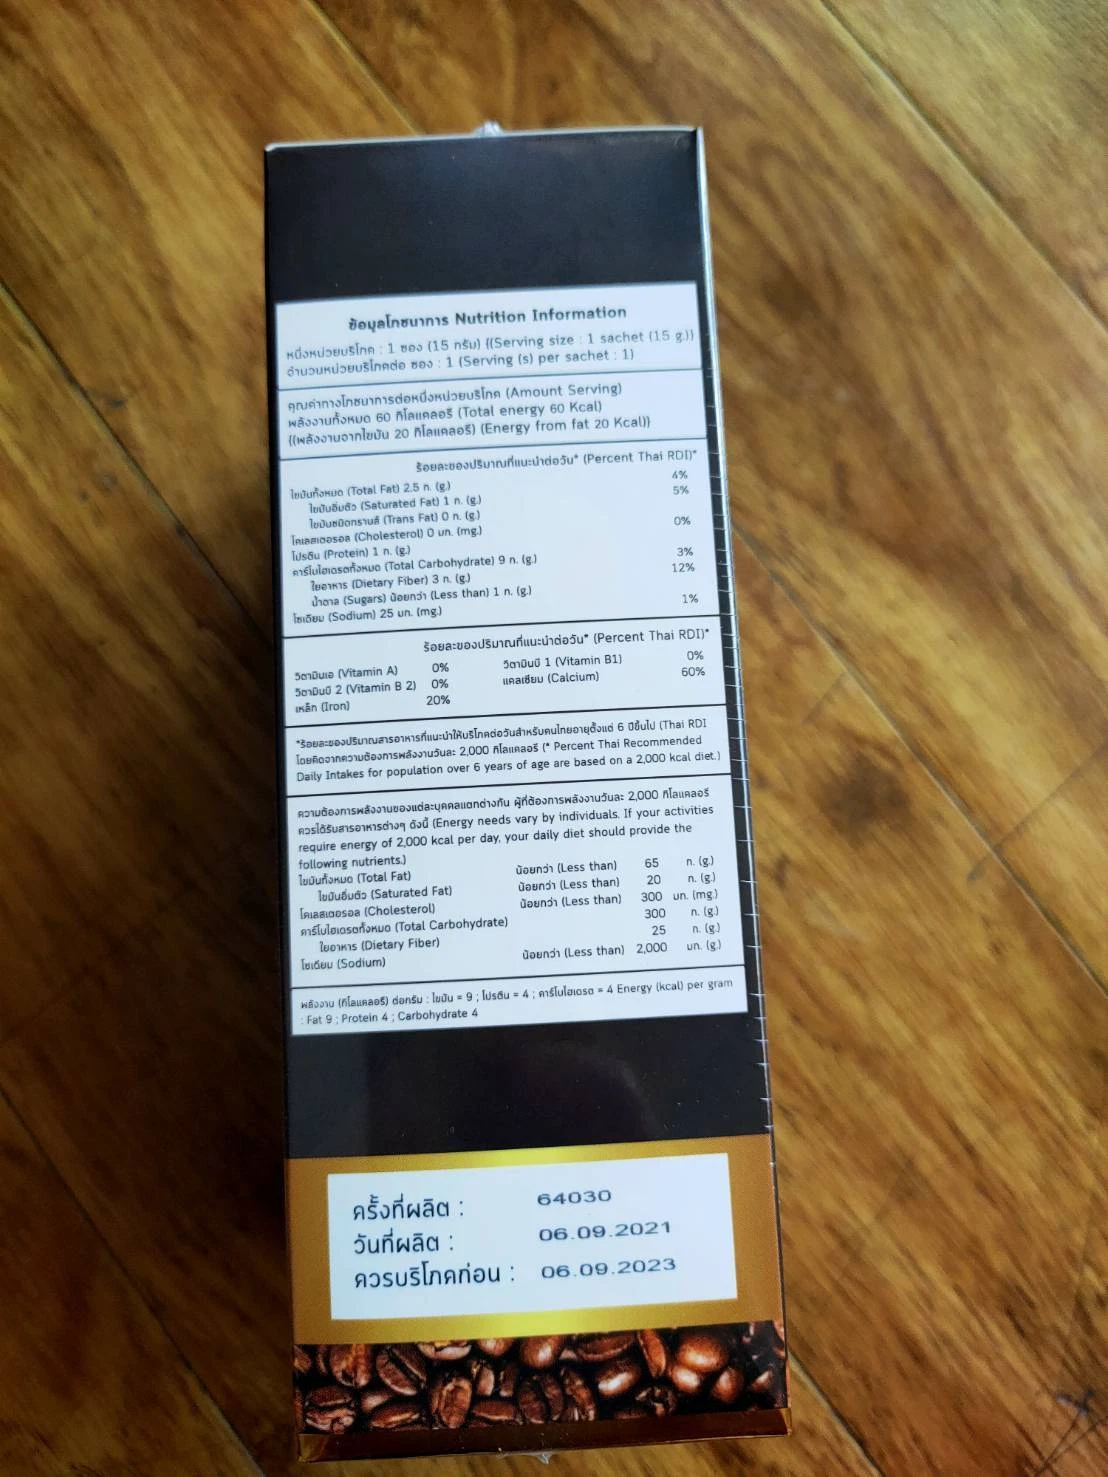 ข้อมูลโภชนาการ Nutrition Information
หนึ่งหน่วยบริโภค : 1 ซอง (15 กรัม) ((Serving size : 1 sachet (15 g.))
จำนวนหน่วยบริโภคต่อ ซอง : 1 (Serving (s) per sachet : 1)
คุณค่าทางโภชนาการต่อหนึ่งหน่วยบริโภค (Amount Serving)
พลังงานทั้งหมด 60 กิโลแคลอรี (Total energy 60 Kcal)
((พลังงานจากไขมัน 20 กิโลแคลอรี) (Energy from fat 20 Kcal))
ร้อยละของปริมาณที่แนะนำต่อวัน* (Percent Thai RDI)*
ไขมันทั้งหมด (Total Fat) 2.5 ก. (g.) 4%
ไขมันอิ่มตัว (Saturated Fat) 1 ก. (g.) 5%
ไขมันชนิดทรานส์ (Trans Fat) 0 ก. (g.)
โคเลสเตอรอล (Cholesterol) 0 มก. (mg.) 0%
โปรตีน (Protein) 1 ก. (g.)
คาร์โบไฮเดรตทั้งหมด (Total Carbohydrate) 9 ก. (g.) 3%
ใยอาหาร (Dietary Fiber) 3 ก. (g.) 12%
น้ำตาล (Sugars) น้อยกว่า (Less than) 1 ก. (g.)
โซเดียม (Sodium) 25 มก. (mg.) 1%
ร้อยละของปริมาณที่แนะนำต่อวัน* (Percent Thai RDI)*
วิตามินเอ (Vitamin A) 0% วิตามินบี 1 (Vitamin B1) 0%
วิตามินบี 2 (Vitamin B 2) 0% แคลเซียม (Calcium) 60%
เหล็ก (Iron) 20%
*ร้อยละของปริมาณสารอาหารที่แนะนำให้บริโภคต่อวันสำหรับคนไทยอายุตั้งแต่ 6 ปีขึ้นไป (Thai RDI
โดยคิดจากความต้องการพลังงานวันละ 2,000 กิโลแคลอรี (* Percent Thai Recommended
Daily Intakes for population over 6 years of age are based on a 2,000 kcal diet.)
ความต้องการพลังงานของแต่ละบุคคลแตกต่างกัน ผู้ที่ต้องการพลังงานวันละ 2,000 กิโลแคลอรี
ควรได้รับสารอาหารต่างๆ ดังนี้ (Energy needs vary by individuals. If your activities
require energy of 2,000 kcal per day, your daily diet should provide the
following nutrients.)
ไขมันทั้งหมด (Total Fat) น้อยกว่า (Less than) 65 ก. (g.)
ไขมันอิ่มตัว (Saturated Fat) น้อยกว่า (Less than) 20 ก. (g.)
โคเลสเตอรอล (Cholesterol) น้อยกว่า (Less than) 300 มก. (mg.)
คาร์โบไฮเดรตทั้งหมด (Total Carbohydrate) 300 ก. (g.)
ใยอาหาร (Dietary Fiber) 25 ก. (g.)
โซเดียม (Sodium) น้อยกว่า (Less than) 2,000 มก. (g.)
พลังงาน (กิโลแคลอรี) ต่อกรัม : ไขมัน = 9 ; โปรตีน = 4 ; คาร์โบไฮเดรต = 4 Energy (kcal) per gram
: Fat 9 ; Protein 4 ; Carbohydrate 4
ครั้งที่ผลิต : 64030
วันที่ผลิต : 06.09.2021
ควรบริโภคก่อน : 06.09.2023